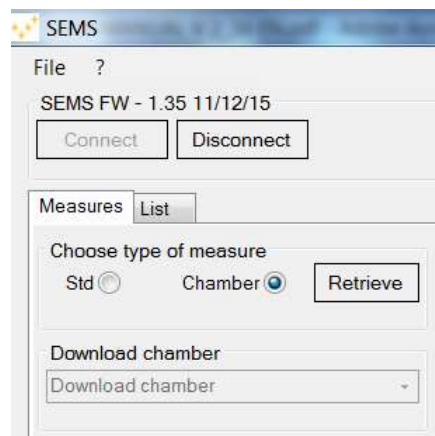 SEMS
File ?
SEMS FW - 1.35 11/12/15
Connect Disconnect
Measures List
Choose type of measure
Std Chamber Retrieve
Download chamber
Download chamber